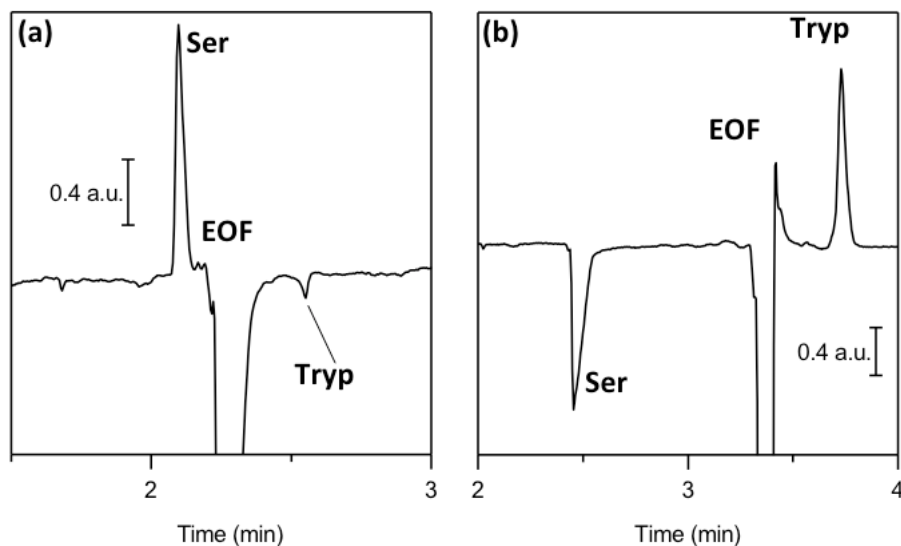 (a)
Ser
0.4 a.u.
EOF
Tryp
2
3
Time (min)
(b)
Tryp
EOF
0.4 a.u.
Ser
2
3
4
Time (min)